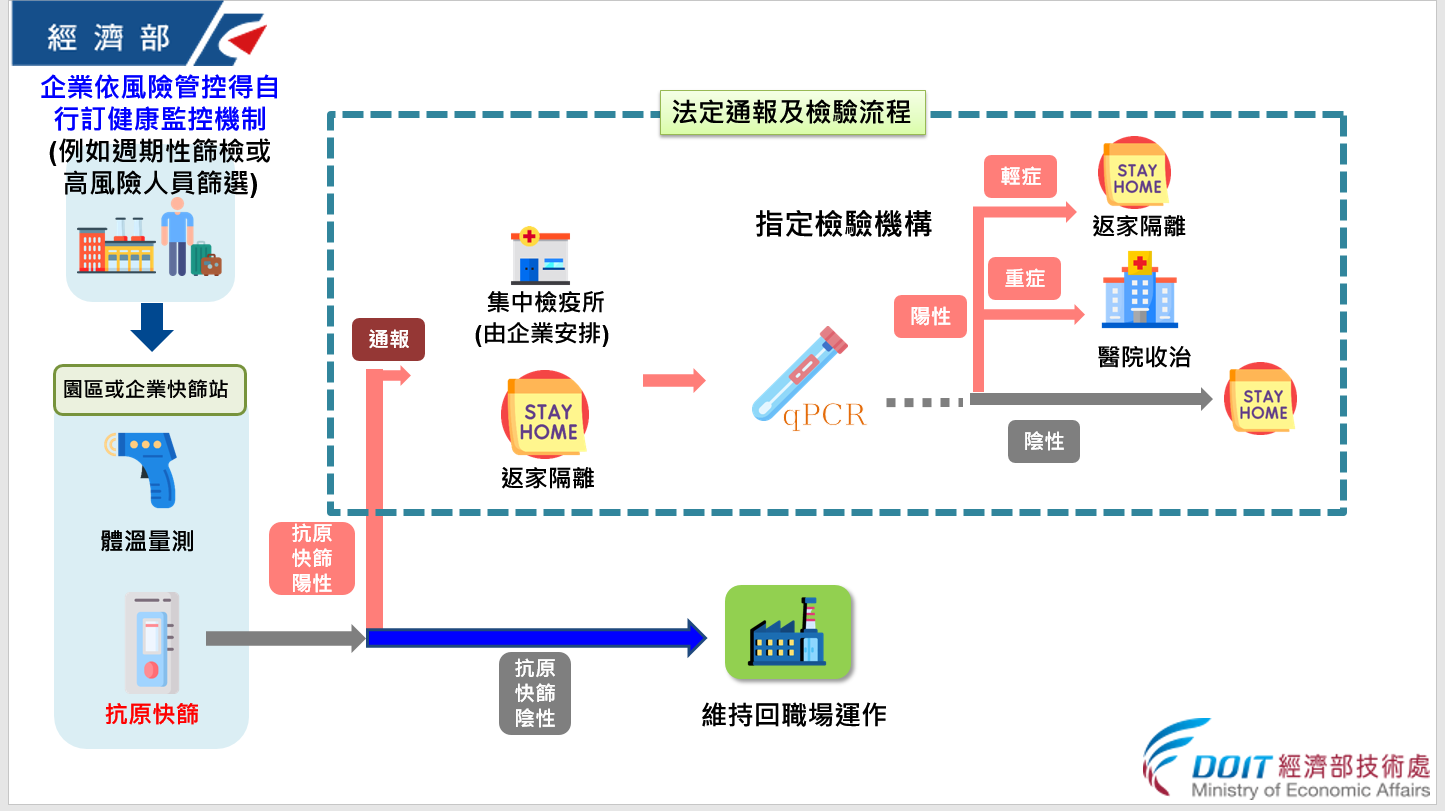 經濟部
企業依風險管控得自
行訂健康監控機制
(例如週期性篩檢或
高風險人員篩選)
園區或企業快篩站
體溫量測
抗原快篩
抗原
快篩
陽性
抗原
快篩
陰性
維持回職場運作
法定通報及檢驗流程
通報
集中檢疫所
(由企業安排)
STAY
HOME
返家隔離
指定檢驗機構
qPCR
陽性
輕症
STAY
HOME
返家隔離
重症
醫院收治
陰性
STAY
HOME
DOIT 經濟部技術處
Ministry of Economic Affairs